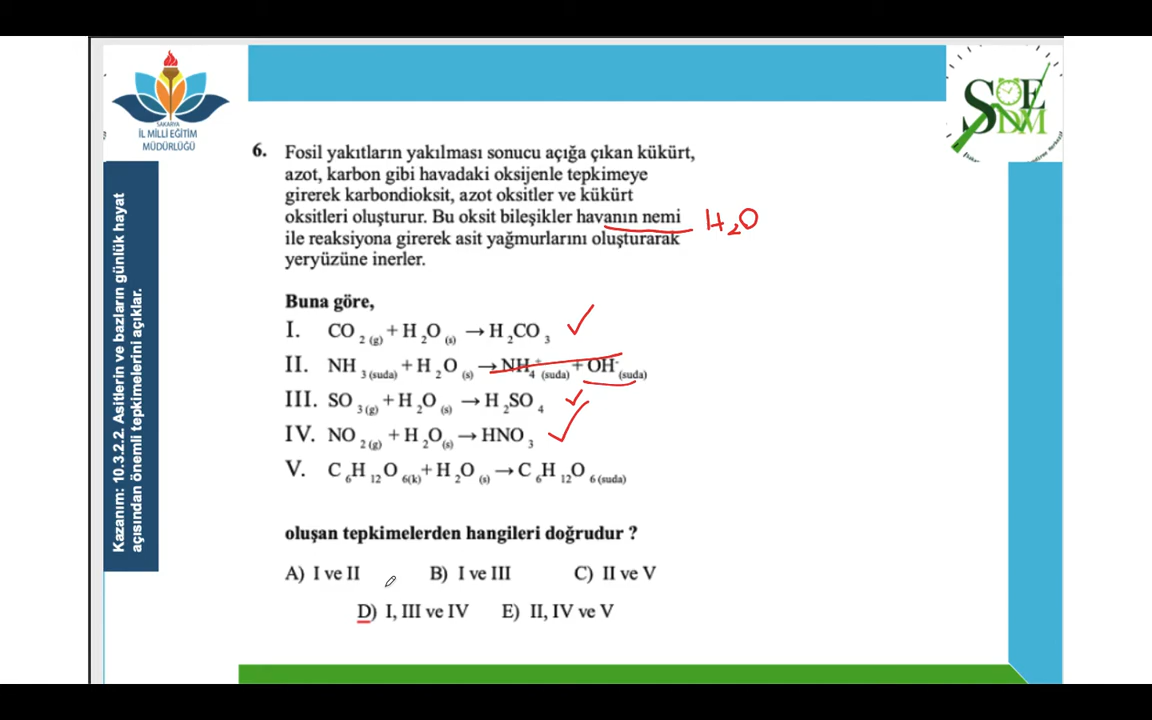 SAKARYA
İL MİLLİ EĞİTİM
MÜDÜRLÜĞÜ
S E
DM
Kazanım: 10.3.2.2. Asitlerin ve bazların günlük hayat
açısından önemli tepkimelerini açıklar.
6. Fosil yakıtların yakılması sonucu açığa çıkan kükürt,
azot, karbon gibi havadaki oksijenle tepkimeye
girerek karbondioksit, azot oksitler ve kükürt
oksitleri oluşturur. Bu oksit bileşikler havanın nemi H₂O
ile reaksiyona girerek asit yağmurlarını oluşturarak
yeryüzüne inerler.
Buna göre,
I. CO₂(g) + H₂O(s) → H₂CO₃
II. NH₃(suda) + H₂O(s) → NH₄⁺(suda) + OH⁻(suda)
III. SO₃(g) + H₂O(s) → H₂SO₄
IV. NO₂(g) + H₂O(s) → HNO₃
V. C₆H₁₂O₆(k) + H₂O(s) → C₆H₁₂O₆(suda)
oluşan tepkimelerden hangileri doğrudur ?
A) I ve II B) I ve III C) II ve V
D) I, III ve IV E) II, IV ve V